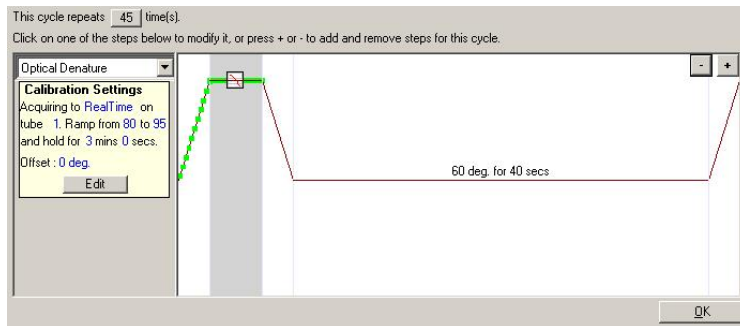 This cycle repeats 45 time(s).
Click on one of the steps below to modify it, or press + or - to add and remove steps for this cycle.
Optical Denature
- +
Calibration Settings
Acquiring to RealTime on
tube 1. Ramp from 80 to 95
and hold for 3 mins 0 secs.
Offset : 0 deg.
Edit
60 deg. for 40 secs
OK